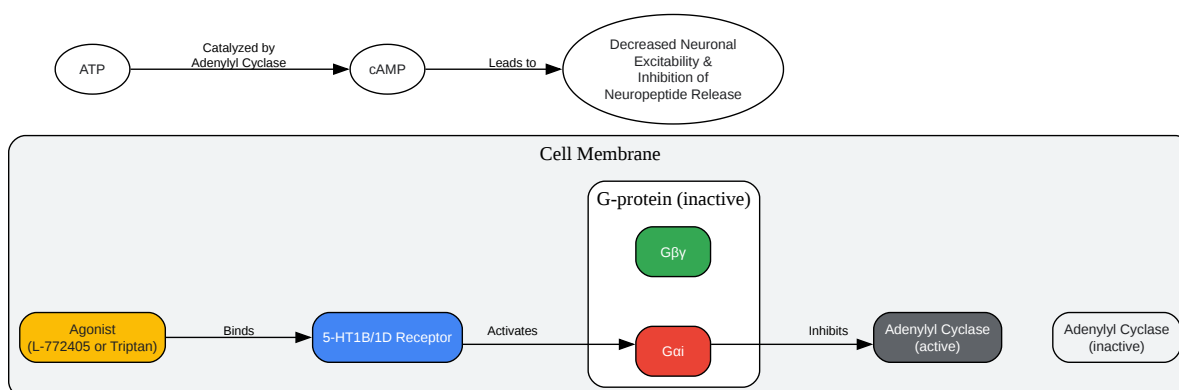 ATP
Catalyzed by
Adenylyl Cyclase
cAMP
Leads to
Decreased Neuronal
Excitability &
Inhibition of
Neuropeptide Release
Cell Membrane
G-protein (inactive)
Gβγ
Agonist
(L-772405 or Triptan)
Binds
5-HT1B/1D Receptor
Activates
Gαi
Inhibits
Adenylyl Cyclase
(active)
Adenylyl Cyclase
(inactive)